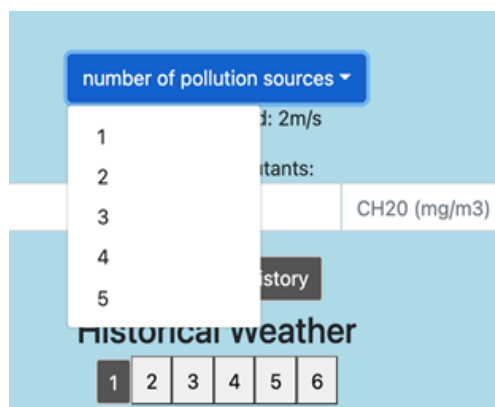 number of pollution sources
d: 2m/s
1
2
tants:
3
CH20 (mg/m3)
4
istory
5
Historical Weather
1 2 3 4 5 6